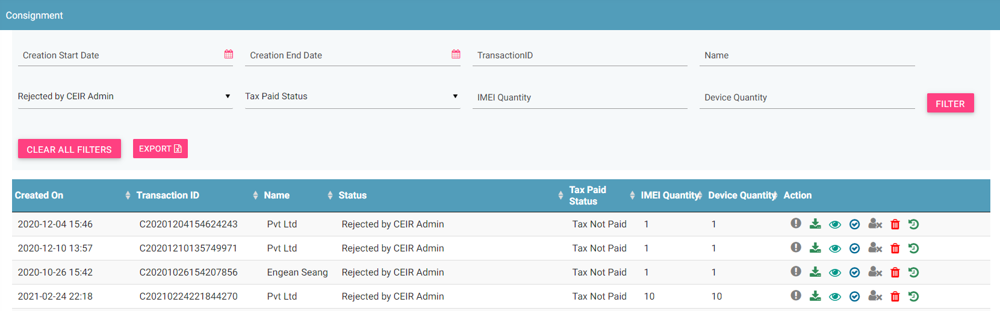 Consignment
Creation Start Date Creation End Date TransactionID Name
Rejected by CEIR Admin Tax Paid Status IMEI Quantity Device Quantity FILTER
CLEAR ALL FILTERS EXPORT
Created On Transaction ID Name Status Tax Paid Status IMEI Quantity Device Quantity Action
2020-12-04 15:46 C20201204154624243 Pvt Ltd Rejected by CEIR Admin Tax Not Paid 1 1
2020-12-10 13:57 C20201210135749971 Pvt Ltd Rejected by CEIR Admin Tax Not Paid 1 1
2020-10-26 15:42 C20201026154207856 Engean Seang Rejected by CEIR Admin Tax Not Paid 1 1
2021-02-24 22:18 C20210224221844270 Pvt Ltd Rejected by CEIR Admin Tax Not Paid 10 10